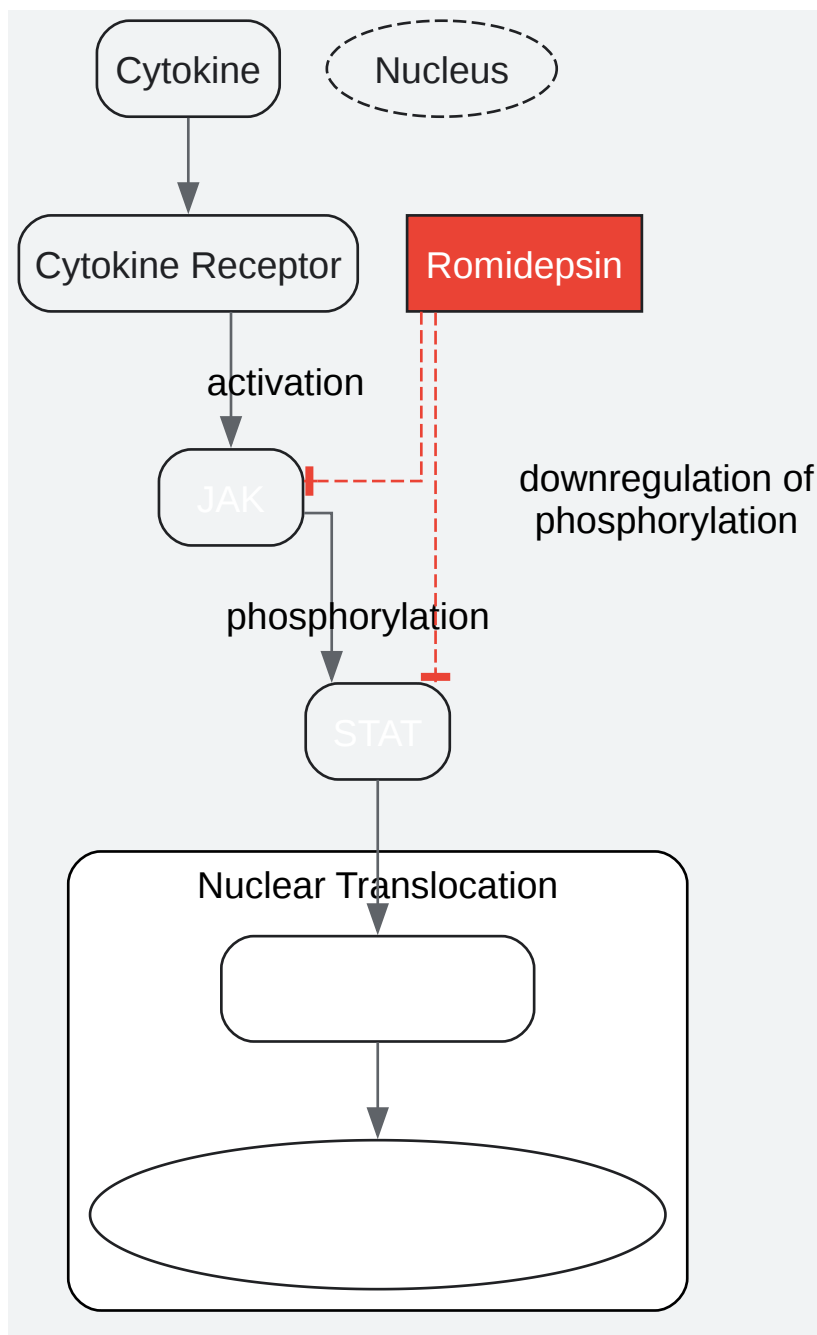 Cytokine
Nucleus
Cytokine Receptor
Romidepsin
activation
JAK
downregulation of
phosphorylation
phosphorylation
STAT
Nuclear Translocation